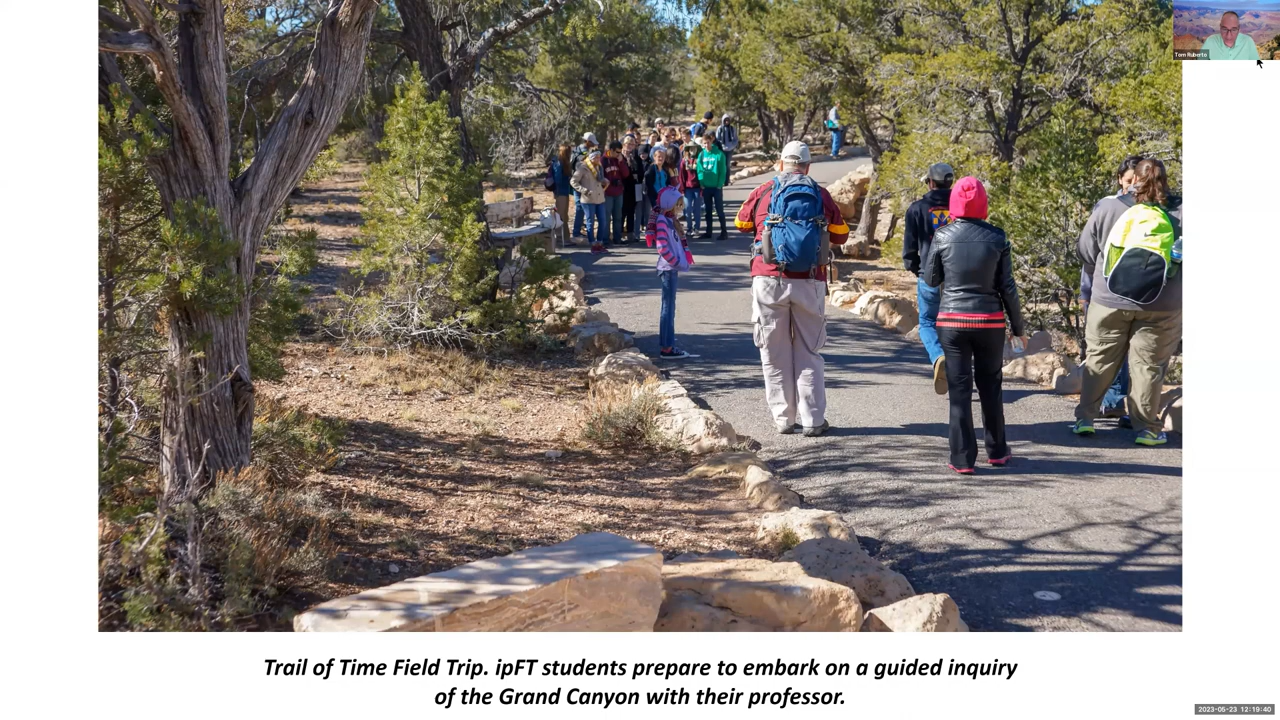 Tom Ruberto
Trail of Time Field Trip. ipFT students prepare to embark on a guided inquiry
of the Grand Canyon with their professor.
2023-05-23 12:19:40